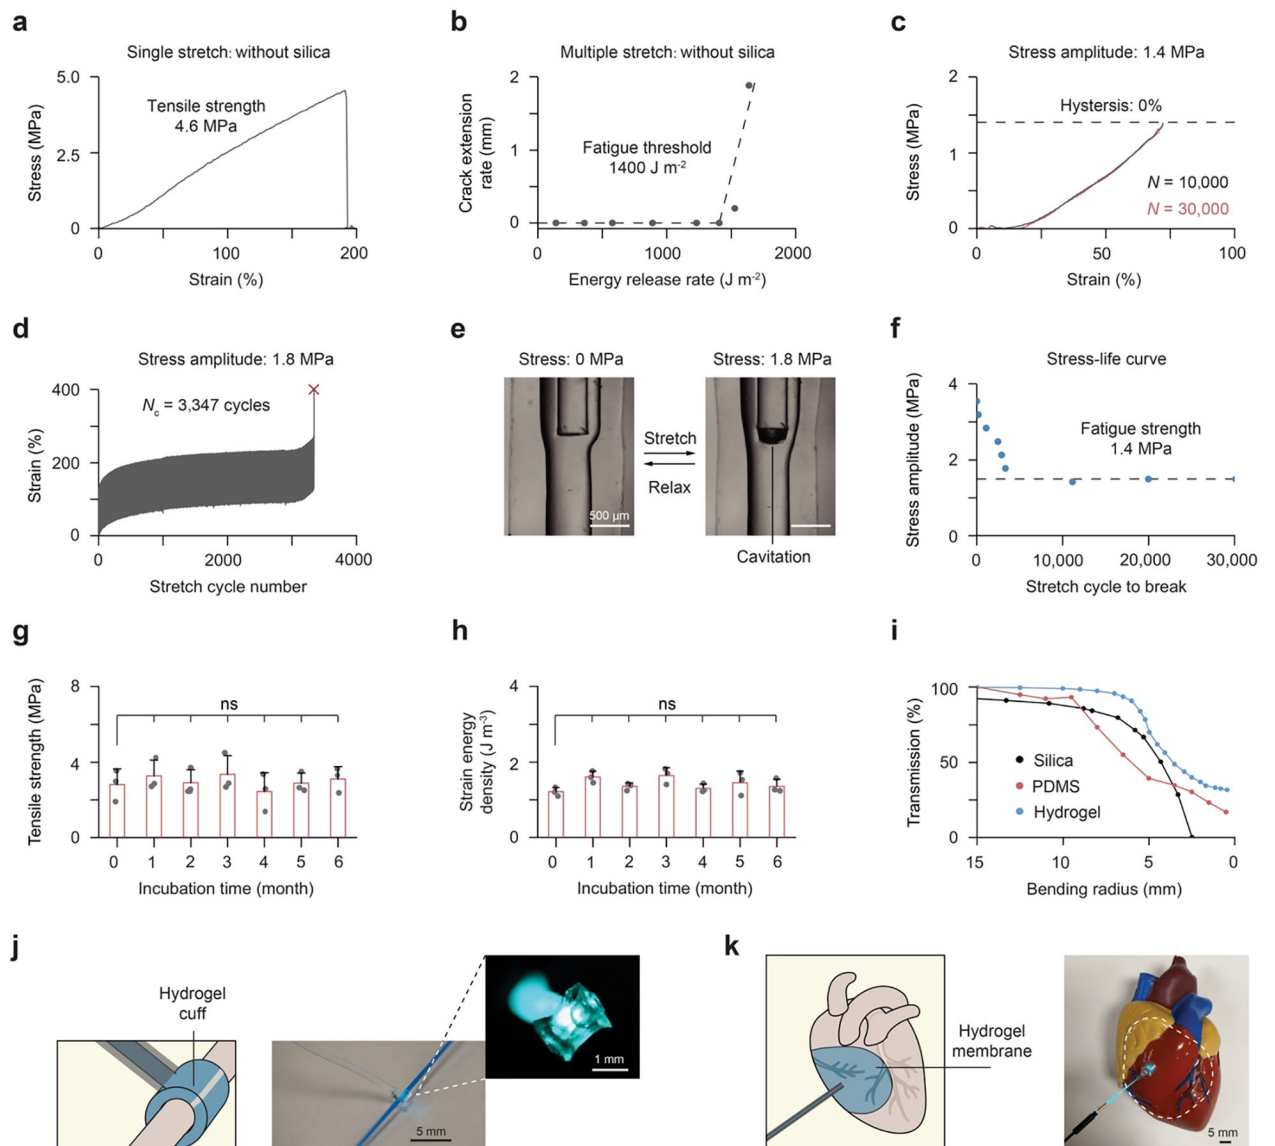 a
Single stretch: without silica
5.0
Tensile strength
4.6 MPa
Stress (MPa)
2.5
0
0
100
200
Strain (%)
b
Multiple stretch: without silica
2
Crack extension
rate (mm)
Fatigue threshold
1400 J m-2
1
0
0
1000
2000
Energy release rate (J m-2)
c
Stress amplitude: 1.4 MPa
2
Hystersis: 0%
Stress (MPa)
1
N = 10,000
N = 30,000
0
0
50
100
Strain (%)
d
Stress amplitude: 1.8 MPa
400
Nc = 3,347 cycles
Strain (%)
200
0
0
2000
4000
Stretch cycle number
e
Stress: 0 MPa
Stress: 1.8 MPa
Stretch
Relax
500 μm
Cavitation
f
Stress-life curve
4
Stress amplitude (MPa)
Fatigue strength
1.4 MPa
2
0
0
10,000
20,000
30,000
Stretch cycle to break
g
8
ns
Tensile strength (MPa)
4
0
0 1 2 3 4 5 6
Incubation time (month)
h
4
ns
Strain energy
density (J m-3)
2
0
0 1 2 3 4 5 6
Incubation time (month)
i
100
Transmission (%)
50
Silica
PDMS
Hydrogel
0
15
10
5
0
Bending radius (mm)
j
Hydrogel
cuff
1 mm
5 mm
k
Hydrogel
membrane
5 mm